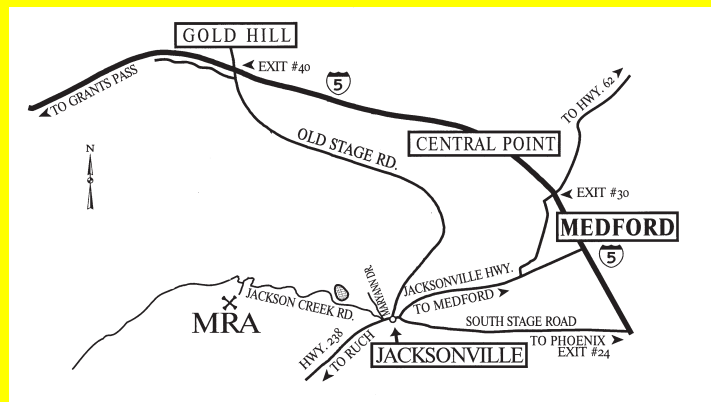 GOLD HILL
EXIT #40
5
TO GRANTS PASS
TO HWY. 62
OLD STAGE RD.
CENTRAL POINT
N
EXIT #30
MEDFORD
5
JACKSONVILLE HWY.
MARYANN DR.
TO MEDFORD
JACKSON CREEK RD.
MRA
SOUTH STAGE ROAD
HWY. 238
TO RUCH
TO PHOENIX
EXIT #24
JACKSONVILLE